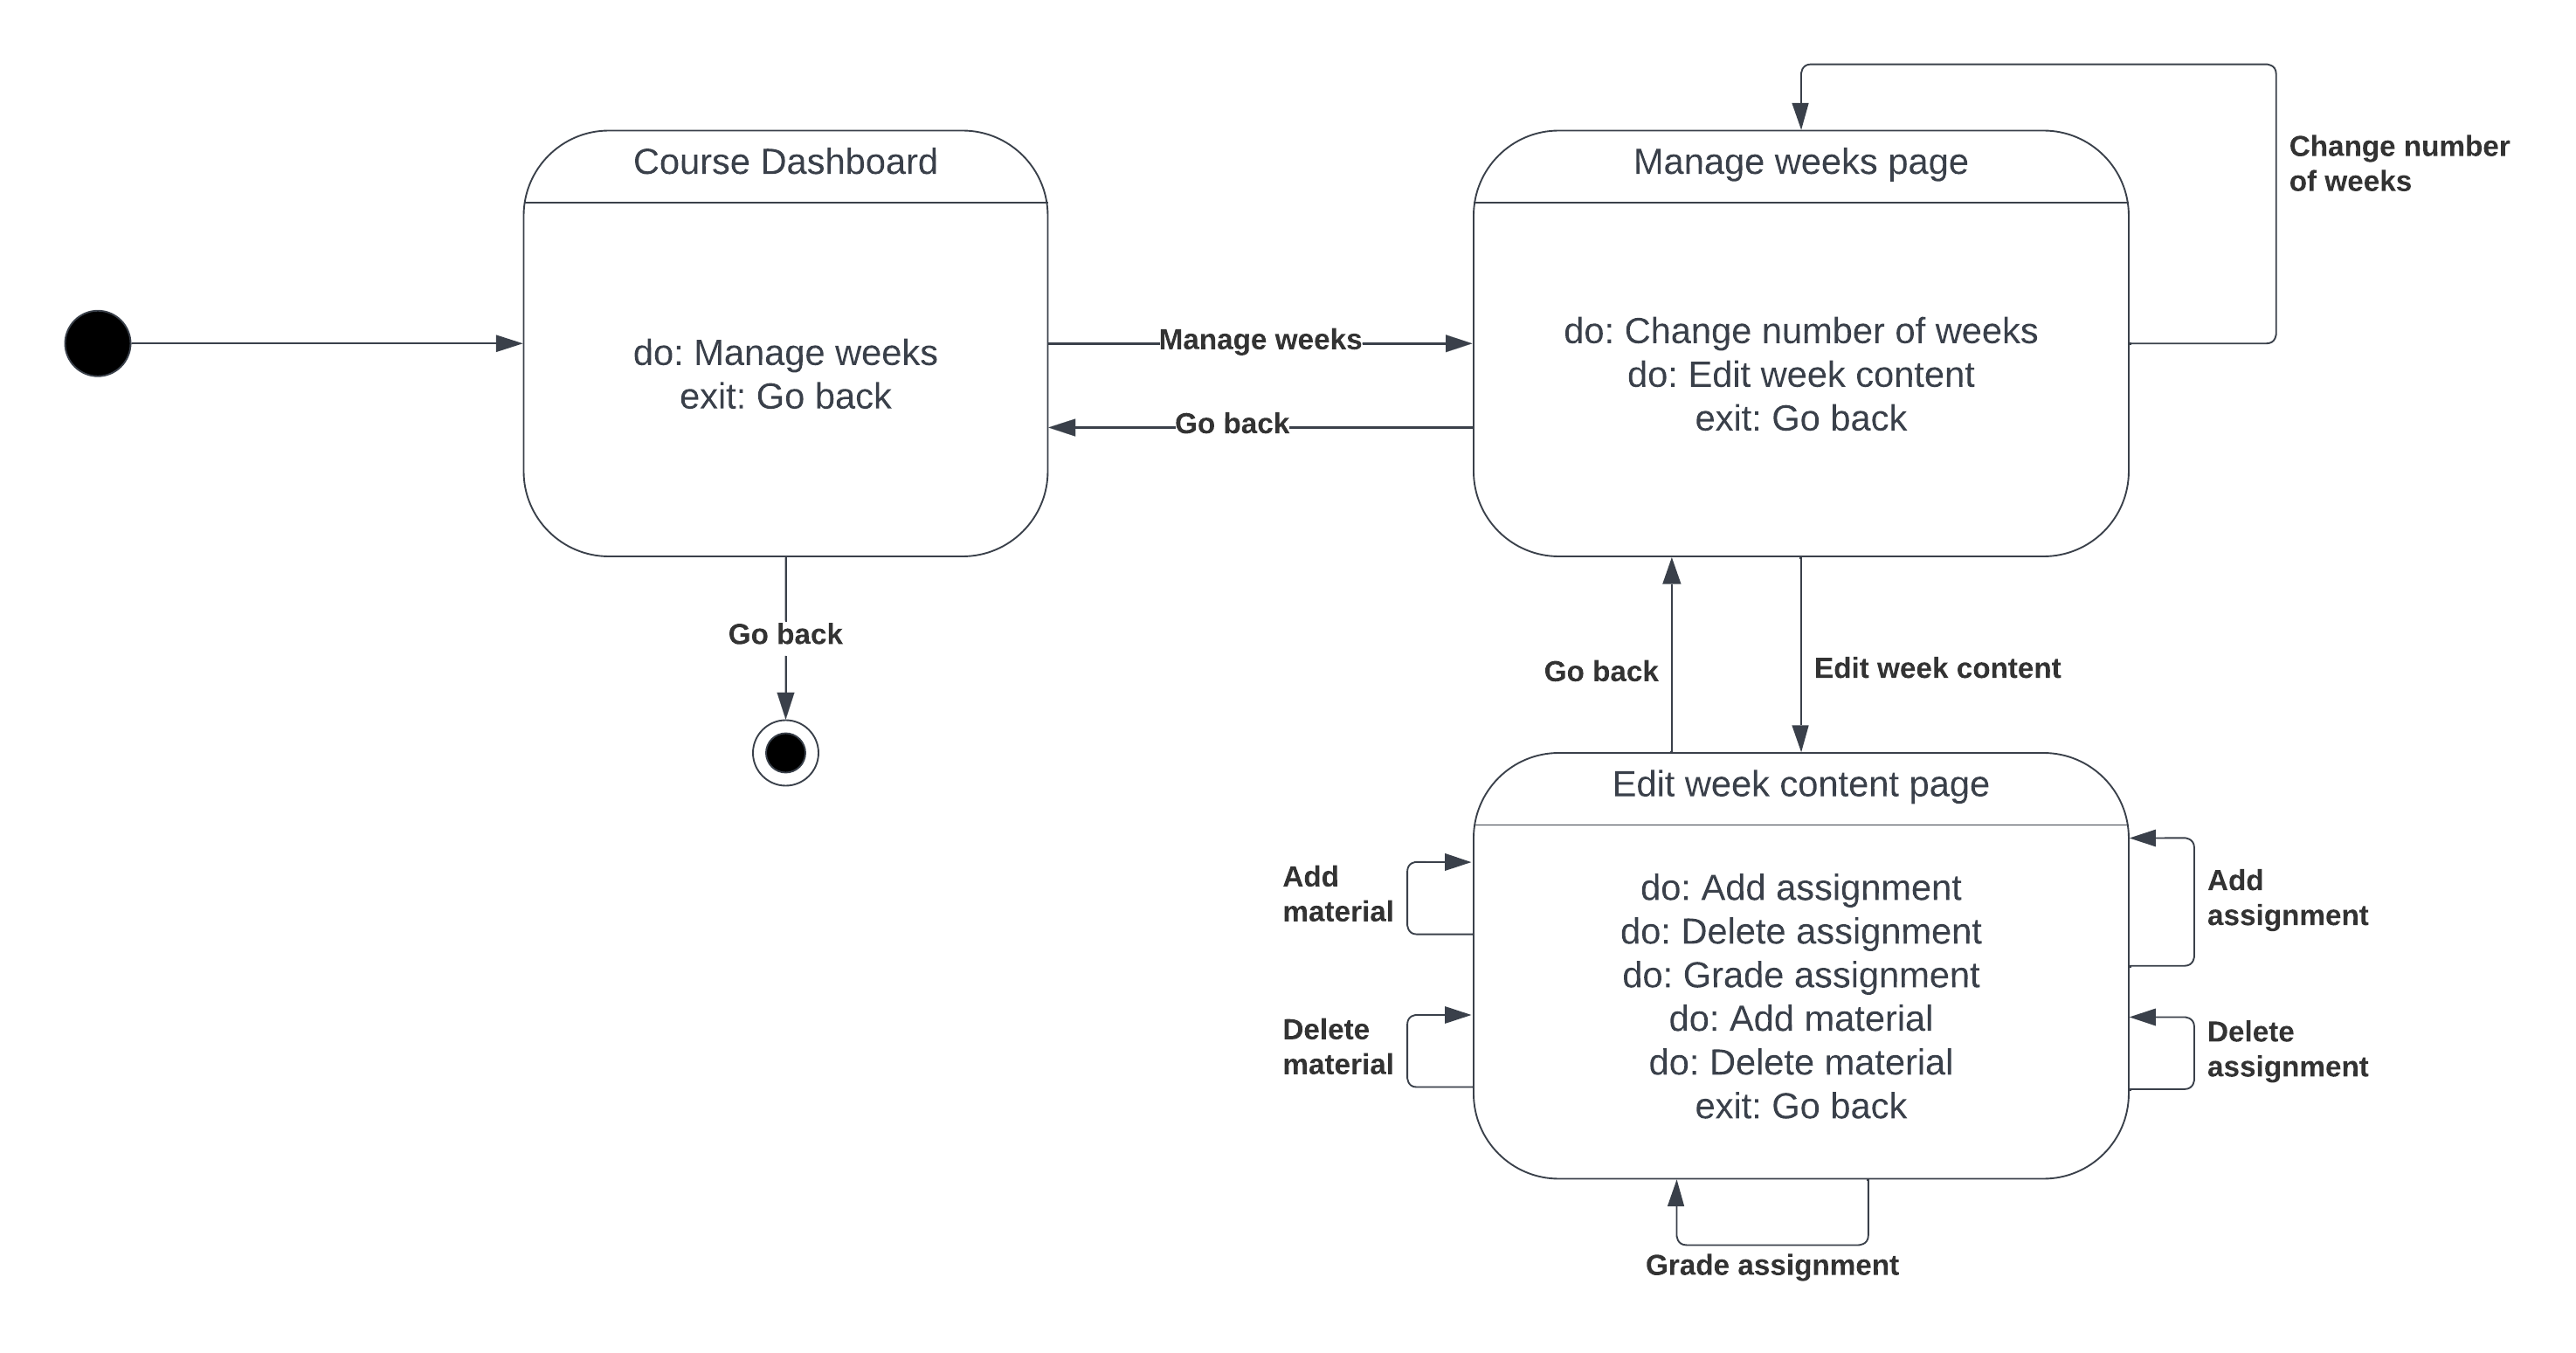 Course Dashboard
do: Manage weeks
exit: Go back
Manage weeks
Go back
Go back
Manage weeks page
do: Change number of weeks
do: Edit week content
exit: Go back
Change number
of weeks
Go back
Edit week content
Edit week content page
do: Add assignment
do: Delete assignment
do: Grade assignment
do: Add material
do: Delete material
exit: Go back
Add
material
Delete
material
Add
assignment
Delete
assignment
Grade assignment